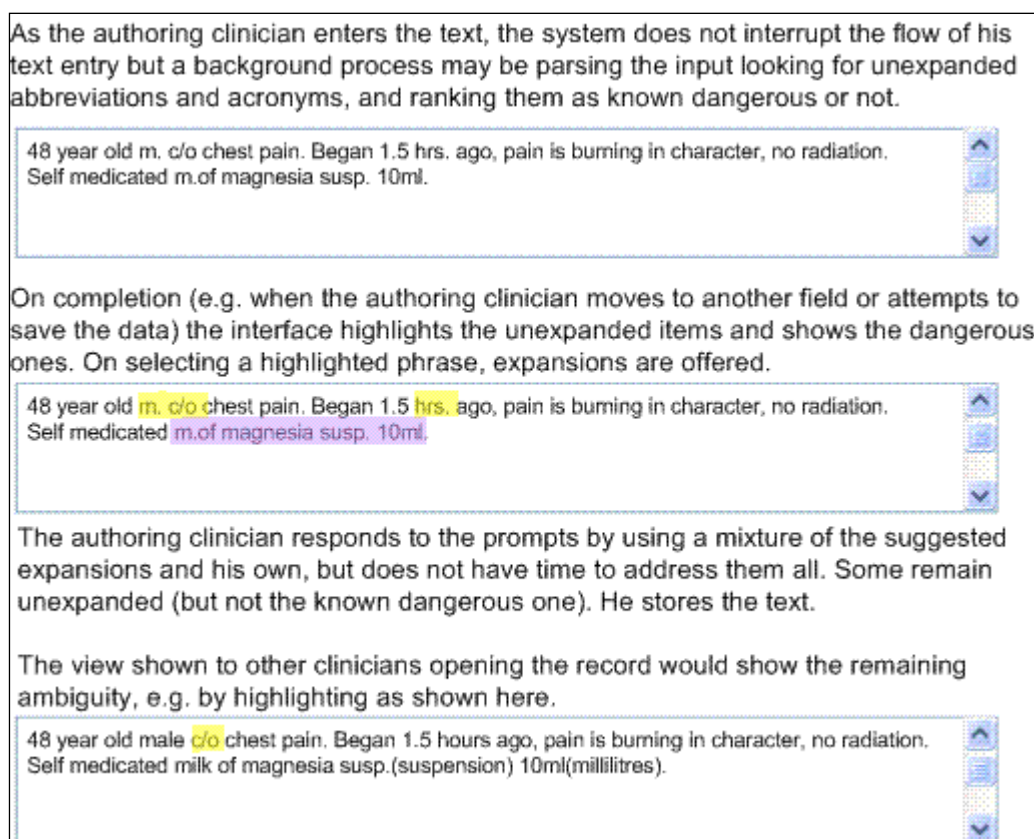 As the authoring clinician enters the text, the system does not interrupt the flow of his
text entry but a background process may be parsing the input looking for unexpanded
abbreviations and acronyms, and ranking them as known dangerous or not.
48 year old m. c/o chest pain. Began 1.5 hrs. ago, pain is burning in character, no radiation.
Self medicated m.of magnesia susp. 10ml.
On completion (e.g. when the authoring clinician moves to another field or attempts to
save the data) the interface highlights the unexpanded items and shows the dangerous
ones. On selecting a highlighted phrase, expansions are offered.
48 year old m. c/o chest pain. Began 1.5 hrs. ago, pain is burning in character, no radiation.
Self medicated m.of magnesia susp. 10ml.
The authoring clinician responds to the prompts by using a mixture of the suggested
expansions and his own, but does not have time to address them all. Some remain
unexpanded (but not the known dangerous one). He stores the text.
The view shown to other clinicians opening the record would show the remaining
ambiguity, e.g. by highlighting as shown here.
48 year old male c/o chest pain. Began 1.5 hours ago, pain is burning in character, no radiation.
Self medicated milk of magnesia susp.(suspension) 10ml(millilitres).